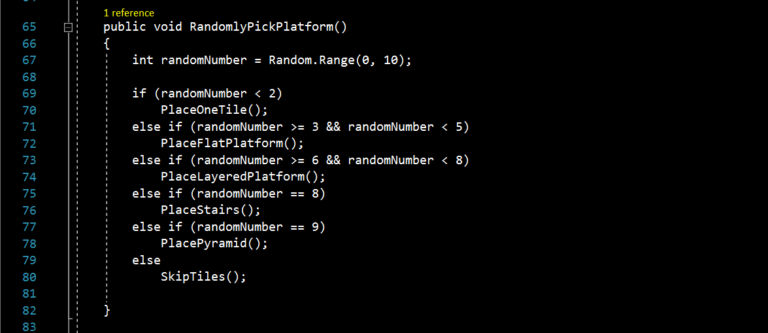 1 reference
65 public void RandomlyPickPlatform()
66 {
67 int randomNumber = Random.Range(0, 10);
68
69 if (randomNumber < 2)
70 PlaceOneTile();
71 else if (randomNumber >= 3 && randomNumber < 5)
72 PlaceFlatPlatform();
73 else if (randomNumber >= 6 && randomNumber < 8)
74 PlaceLayeredPlatform();
75 else if (randomNumber == 8)
76 PlaceStairs();
77 else if (randomNumber == 9)
78 PlacePyramid();
79 else
80 SkipTiles();
81
82 }
83